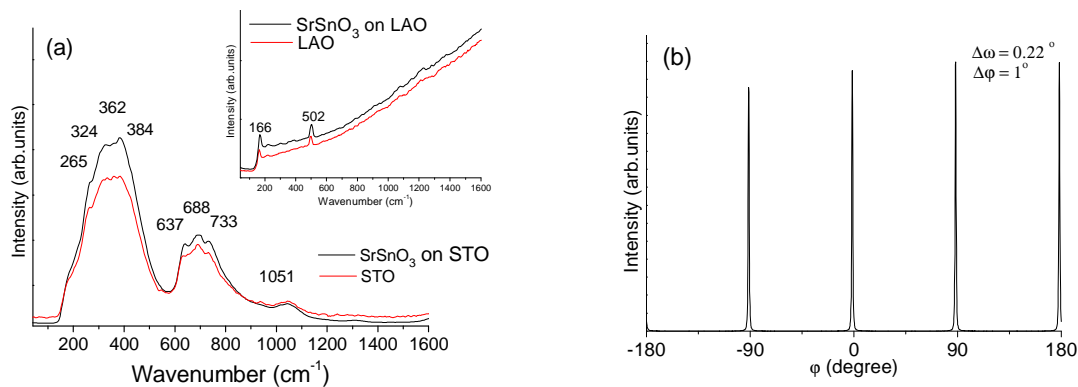 (a)
SrSnO₃ on LAO
LAO
Intensity (arb.units)
166
502
200 400 600 800 1000 1200 1400 1600
Wavenumber (cm⁻¹)
362
324
384
265
688
637
733
1051
SrSnO₃ on STO
STO
Intensity (arb.units)
200 400 600 800 1000 1200 1400 1600
Wavenumber (cm⁻¹)
(b)
Δω = 0.22 °
Δφ = 1°
Intensity (arb.units)
-180 -90 0 90 180
φ (degree)